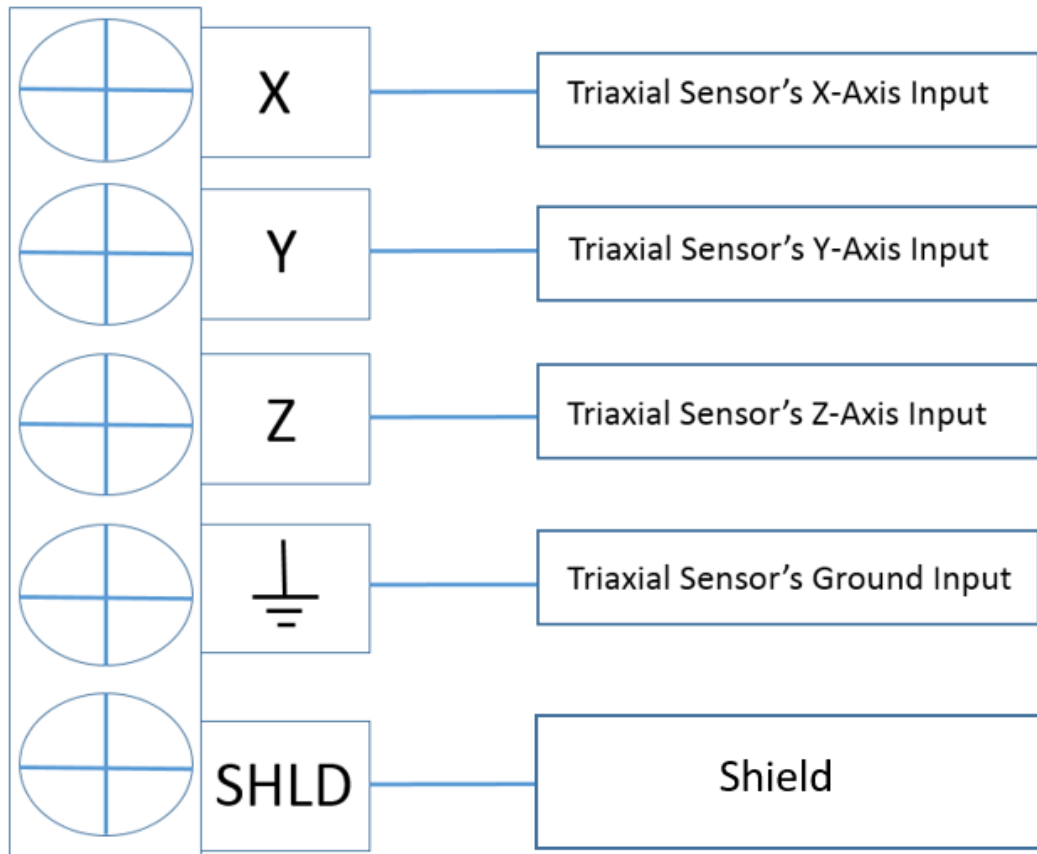 X
Triaxial Sensor’s X-Axis Input
Y
Triaxial Sensor’s Y-Axis Input
Z
Triaxial Sensor’s Z-Axis Input
Triaxial Sensor’s Ground Input
SHLD
Shield